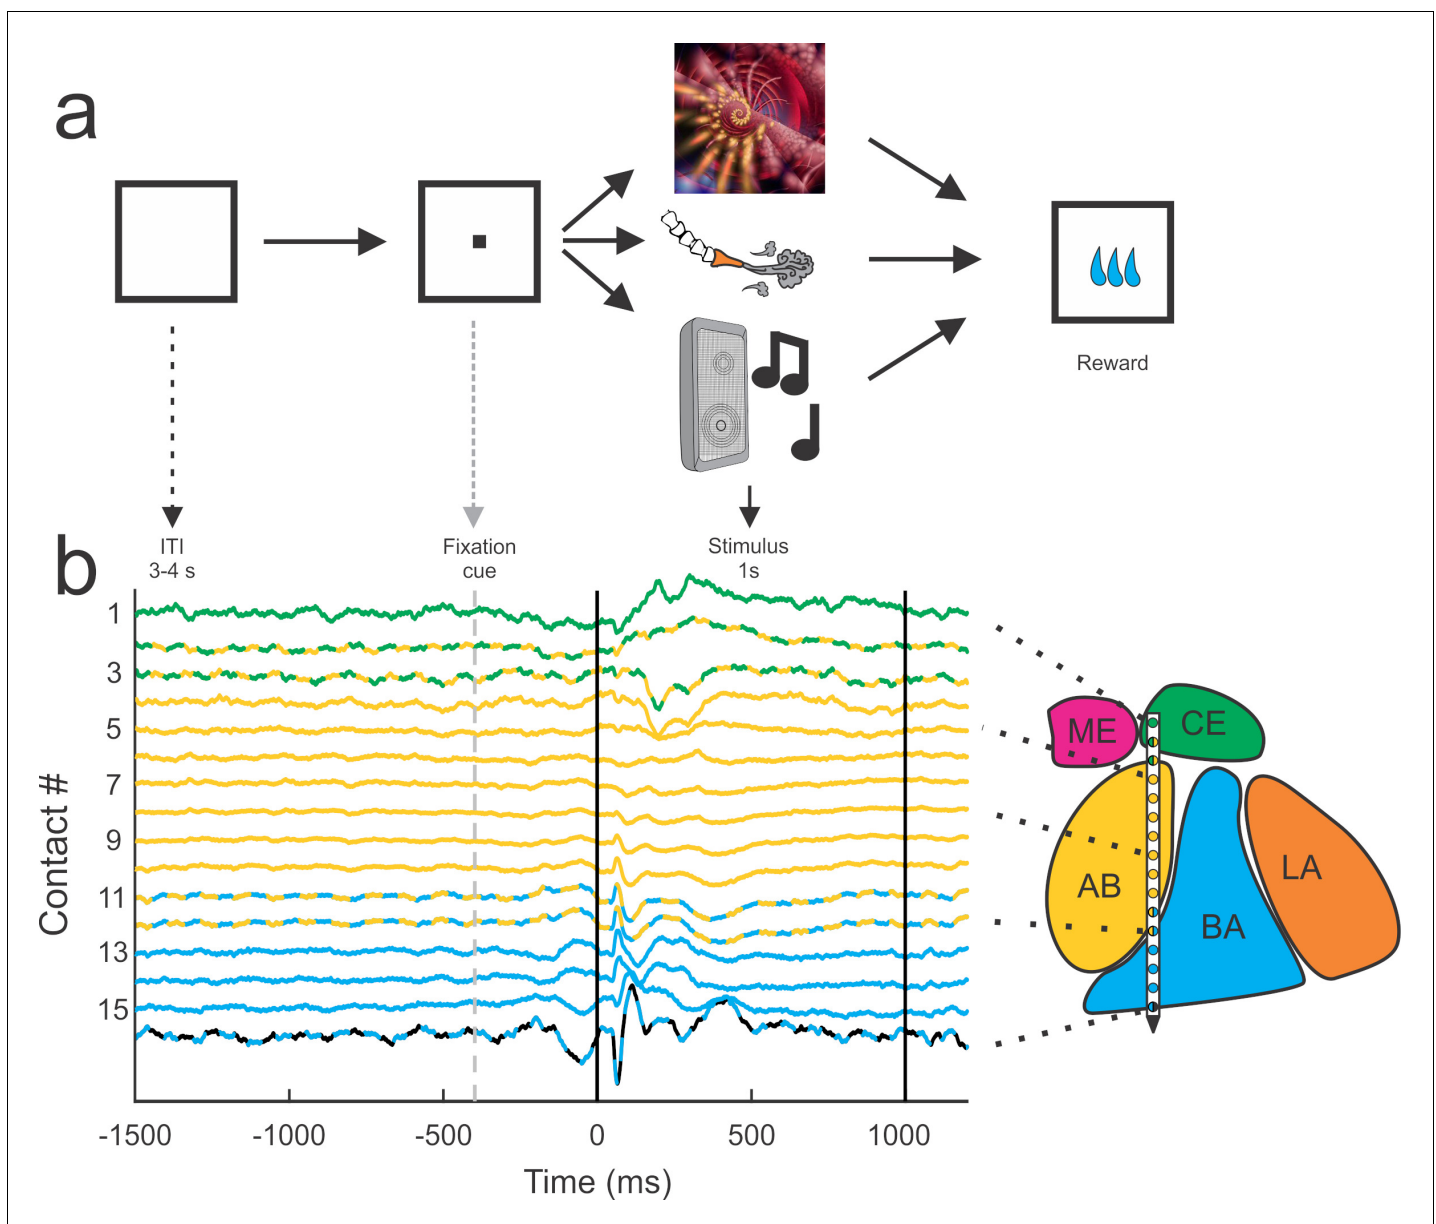 a
Reward
b
ITI
3-4 s
Fixation
cue
Stimulus
1s
1
3
5
7
9
11
13
15
Contact #
-1500
-1000
-500
0
500
1000
Time (ms)
ME
CE
AB
BA
LA